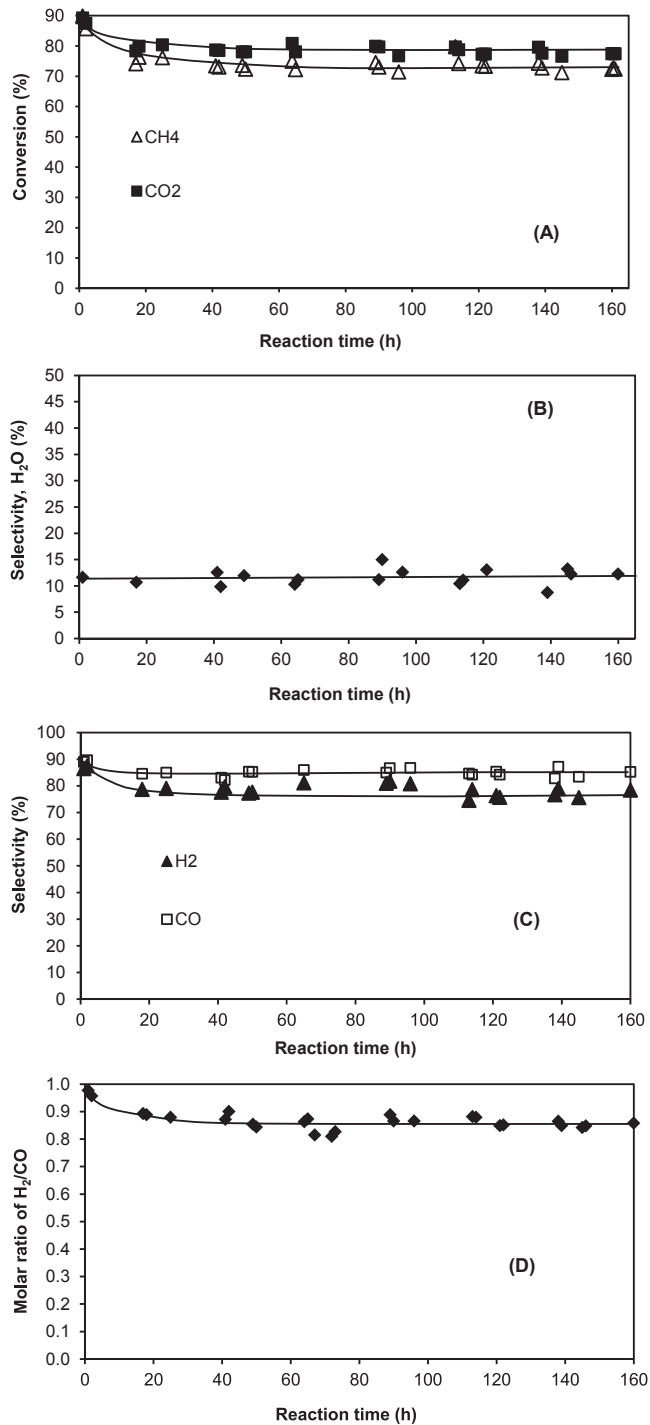 90
80
70
60
50
40
30
20
10
0
Conversion (%)
CH4
CO2
(A)
0 20 40 60 80 100 120 140 160
Reaction time (h)
50
45
40
35
30
25
20
15
10
5
0
Selectivity, H₂O (%)
(B)
0 20 40 60 80 100 120 140 160
Reaction time (h)
100
90
80
70
60
50
40
30
20
10
0
Selectivity (%)
H2
CO
(C)
0 20 40 60 80 100 120 140 160
Reaction time (h)
1.0
0.9
0.8
0.7
0.6
0.5
0.4
0.3
0.2
0.1
0.0
Molar ratio of H₂/CO
(D)
0 20 40 60 80 100 120 140 160
Reaction time (h)